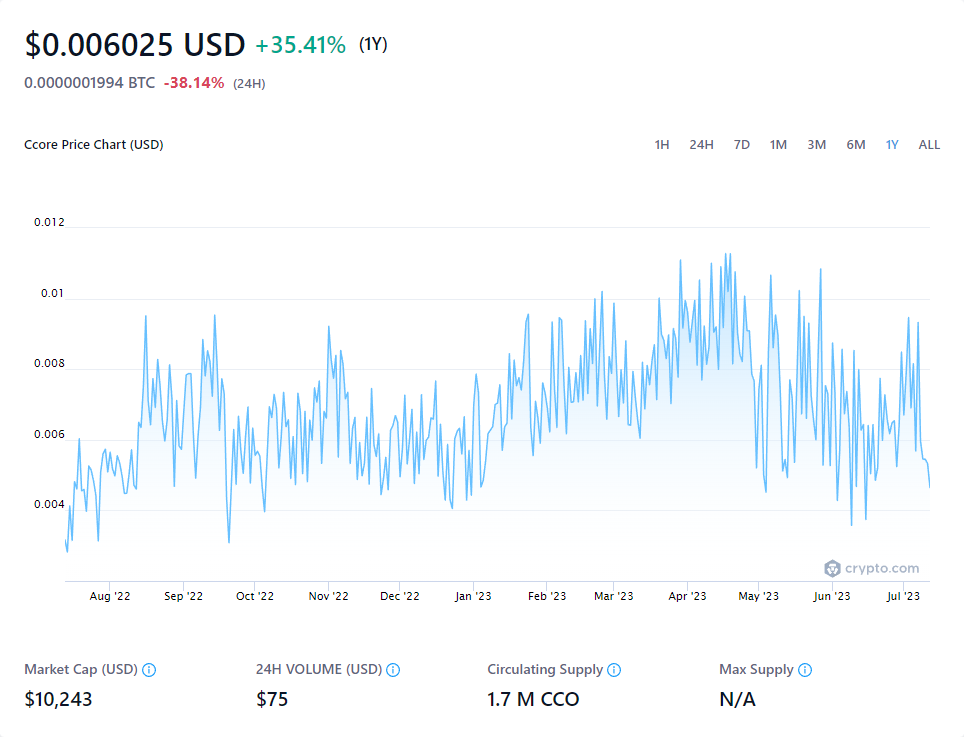 $0.006025 USD +35.41% (1Y)
0.0000001994 BTC -38.14% (24H)
Ccore Price Chart (USD) 1H 24H 7D 1M 3M 6M 1Y ALL
0.012
0.01
0.008
0.006
0.004
crypto.com
Aug '22 Sep '22 Oct '22 Nov '22 Dec '22 Jan '23 Feb '23 Mar '23 Apr '23 May '23 Jun '23 Jul '23
Market Cap (USD) 24H VOLUME (USD) Circulating Supply Max Supply
$10,243 $75 1.7 M CCO N/A